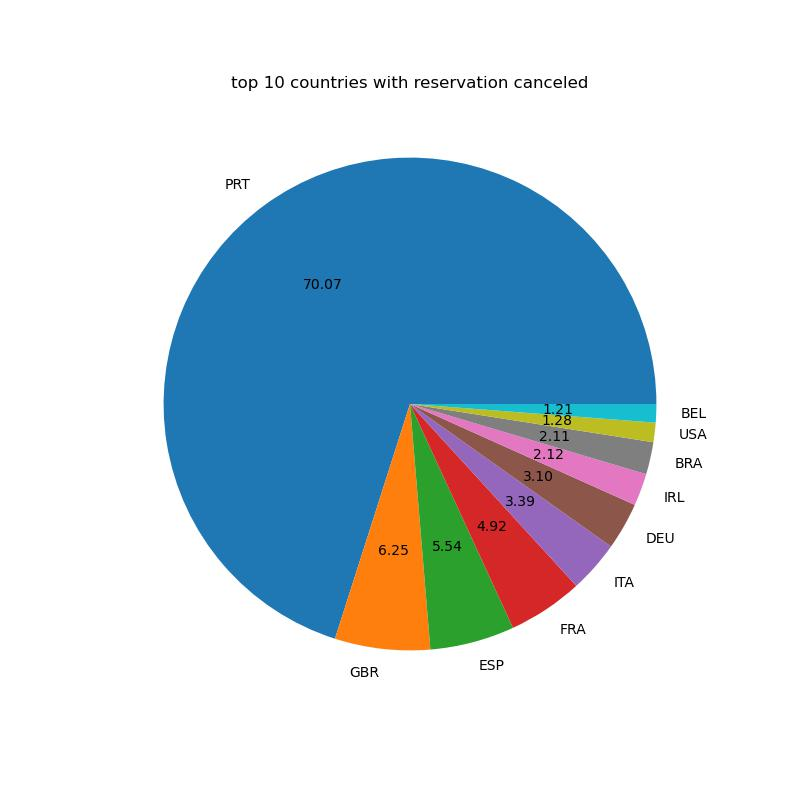 top 10 countries with reservation canceled
PRT
70.07
1.21
BEL
1.28
USA
2.11
BRA
2.12
IRL
3.10
DEU
3.39
ITA
4.92
FRA
5.54
ESP
6.25
GBR